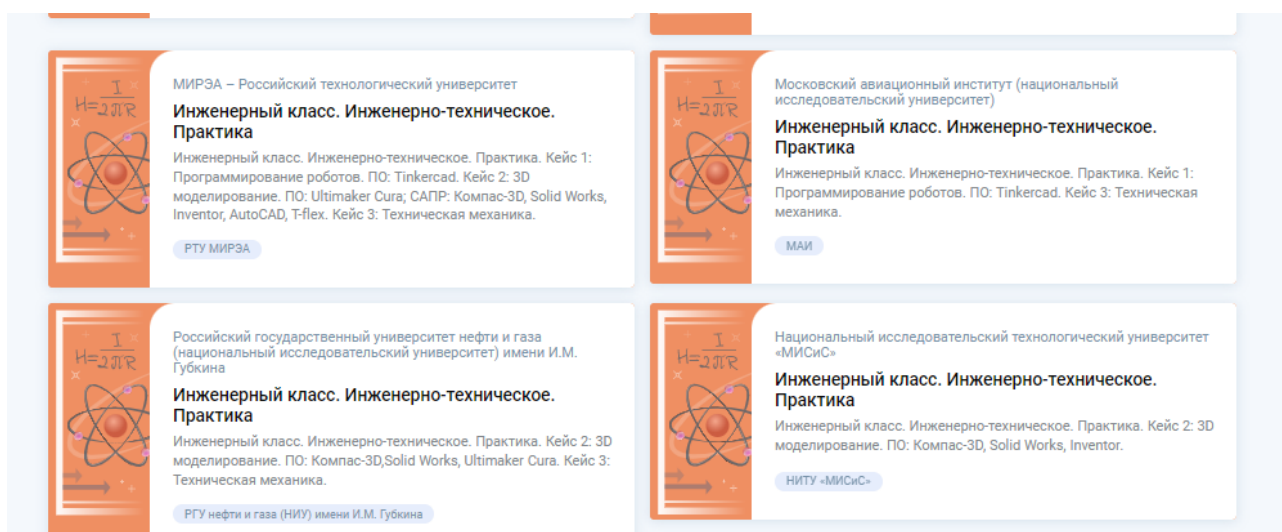 I
H=2πR
МИРЭА – Российский технологический университет
Инженерный класс. Инженерно-техническое.
Практика
Инженерный класс. Инженерно-техническое. Практика. Кейс 1:
Программирование роботов. ПО: Tinkercad. Кейс 2: 3D
моделирование. ПО: Ultimaker Cura; САПР: Компас-3D, Solid Works,
Inventor, AutoCAD, T-flex. Кейс 3: Техническая механика.
РТУ МИРЭА
I
H=2πR
Московский авиационный институт (национальный
исследовательский университет)
Инженерный класс. Инженерно-техническое.
Практика
Инженерный класс. Инженерно-техническое. Практика. Кейс 1:
Программирование роботов. ПО: Tinkercad. Кейс 3: Техническая
механика.
МАИ
I
H=2πR
Российский государственный университет нефти и газа
(национальный исследовательский университет) имени И.М.
Губкина
Инженерный класс. Инженерно-техническое.
Практика
Инженерный класс. Инженерно-техническое. Практика. Кейс 2: 3D
моделирование. ПО: Компас-3D,Solid Works, Ultimaker Cura. Кейс 3:
Техническая механика.
РГУ нефти и газа (НИУ) имени И.М. Губкина
I
H=2πR
Национальный исследовательский технологический университет
«МИСиС»
Инженерный класс. Инженерно-техническое.
Практика
Инженерный класс. Инженерно-техническое. Практика. Кейс 2: 3D
моделирование. ПО: Компас-3D, Solid Works, Inventor.
НИТУ «МИСиС»